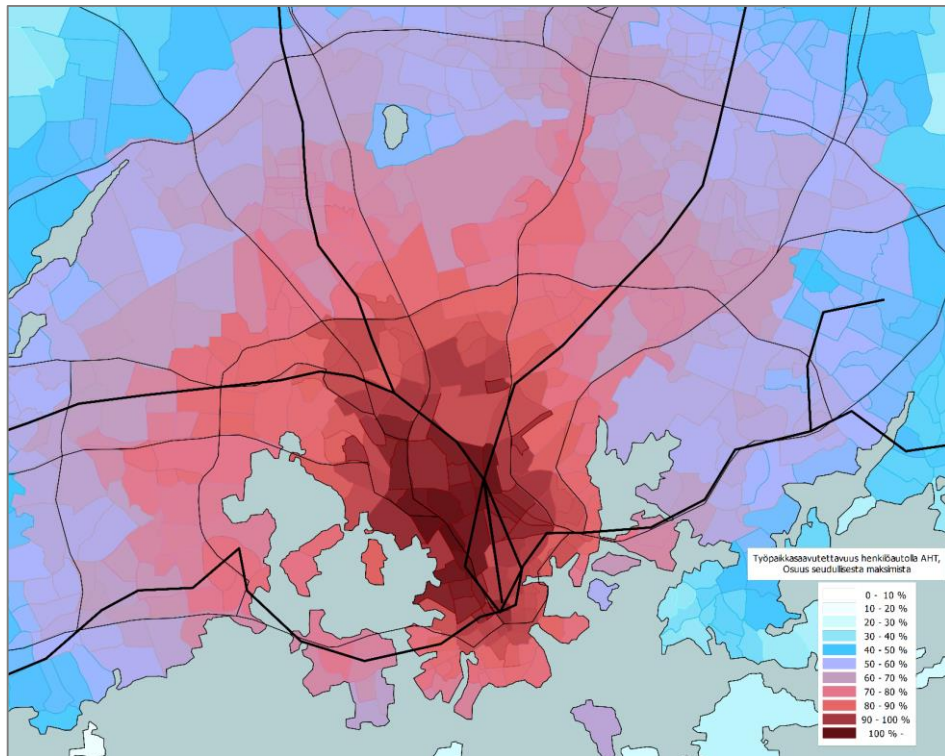 Työpaikkasaavutettavuus henkilöautolla AHT,
Osuus seudullisesta maksimista
0 - 10 %
10 - 20 %
20 - 30 %
30 - 40 %
40 - 50 %
50 - 60 %
60 - 70 %
70 - 80 %
80 - 90 %
90 - 100 %
100 % -